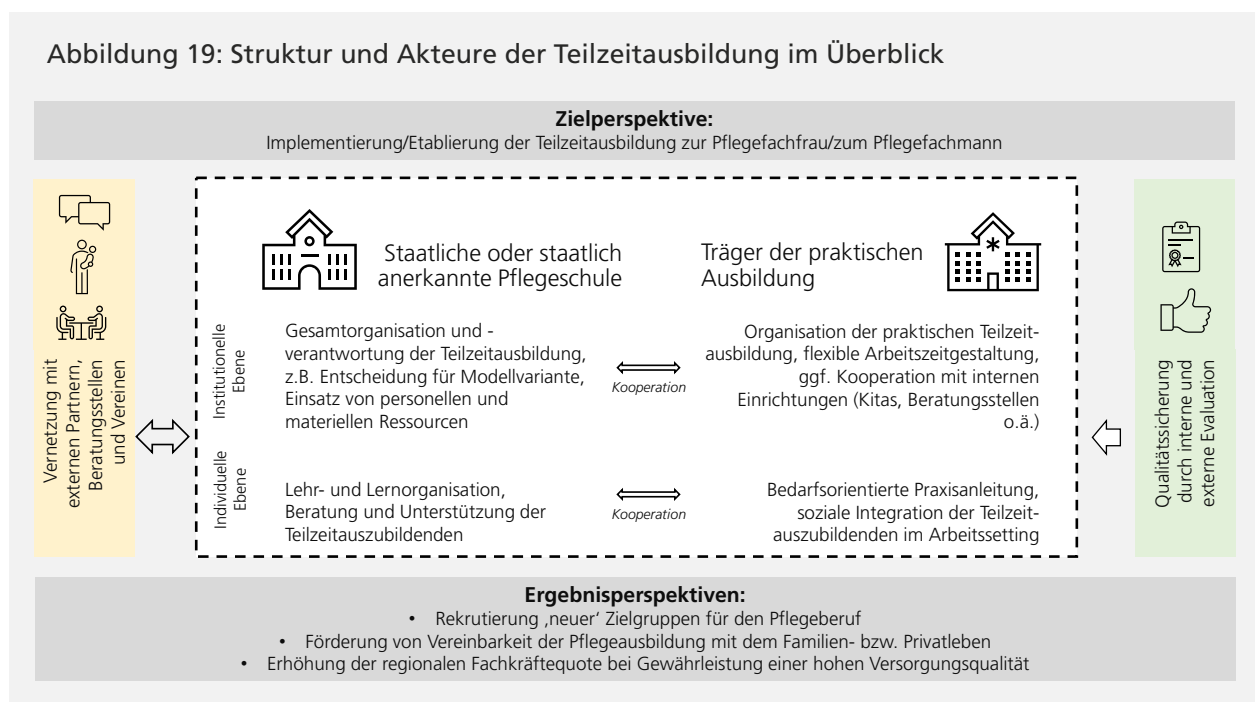 Abbildung 19: Struktur und Akteure der Teilzeitausbildung im Überblick
Zielperspektive:
Implementierung/Etablierung der Teilzeitausbildung zur Pflegefachfrau/zum Pflegefachmann
Vernetzung mit
externen Partnern,
Beratungsstellen
und Vereinen
Staatliche oder staatlich
anerkannte Pflegeschule
Träger der praktischen
Ausbildung
Institutionelle
Ebene
Gesamtorganisation und -
verantwortung der Teilzeitausbildung,
z.B. Entscheidung für Modellvariante,
Einsatz von personellen und
materiellen Ressourcen
Kooperation
Organisation der praktischen Teilzeit-
ausbildung, flexible Arbeitszeitgestaltung,
ggf. Kooperation mit internen
Einrichtungen (Kitas, Beratungsstellen
o.ä.)
Individuelle
Ebene
Lehr- und Lernorganisation,
Beratung und Unterstützung der
Teilzeitauszubildenden
Kooperation
Bedarfsorientierte Praxisanleitung,
soziale Integration der Teilzeit-
auszubildenden im Arbeitssetting
Qualitätssicherung
durch interne und
externe Evaluation
Ergebnisperspektiven:
• Rekrutierung ‚neuer‘ Zielgruppen für den Pflegeberuf
• Förderung von Vereinbarkeit der Pflegeausbildung mit dem Familien- bzw. Privatleben
• Erhöhung der regionalen Fachkräftequote bei Gewährleistung einer hohen Versorgungsqualität